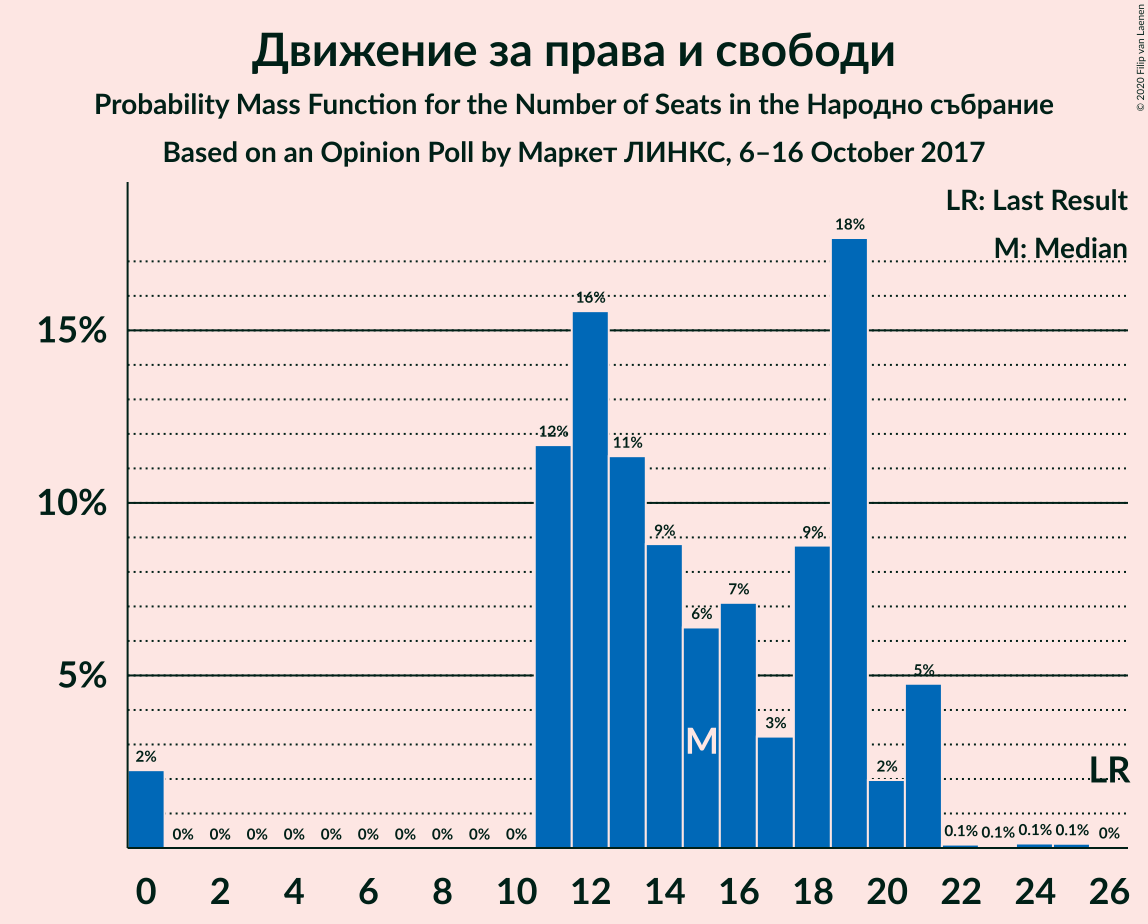 Движение за права и свободи
Probability Mass Function for the Number of Seats in the Народно събрание
Based on an Opinion Poll by Маркет ЛИНКС, 6–16 October 2017
© 2020 Filip van Laenen
LR: Last Result
M: Median
18%
16%
15%
12%
11%
10%
9%
9%
7%
6%
5%
5%
3%
M
2%
2%
LR
0% 0% 0% 0% 0% 0% 0% 0% 0% 0% 0.1% 0.1% 0.1% 0.1% 0%
0 2 4 6 8 10 12 14 16 18 20 22 24 26